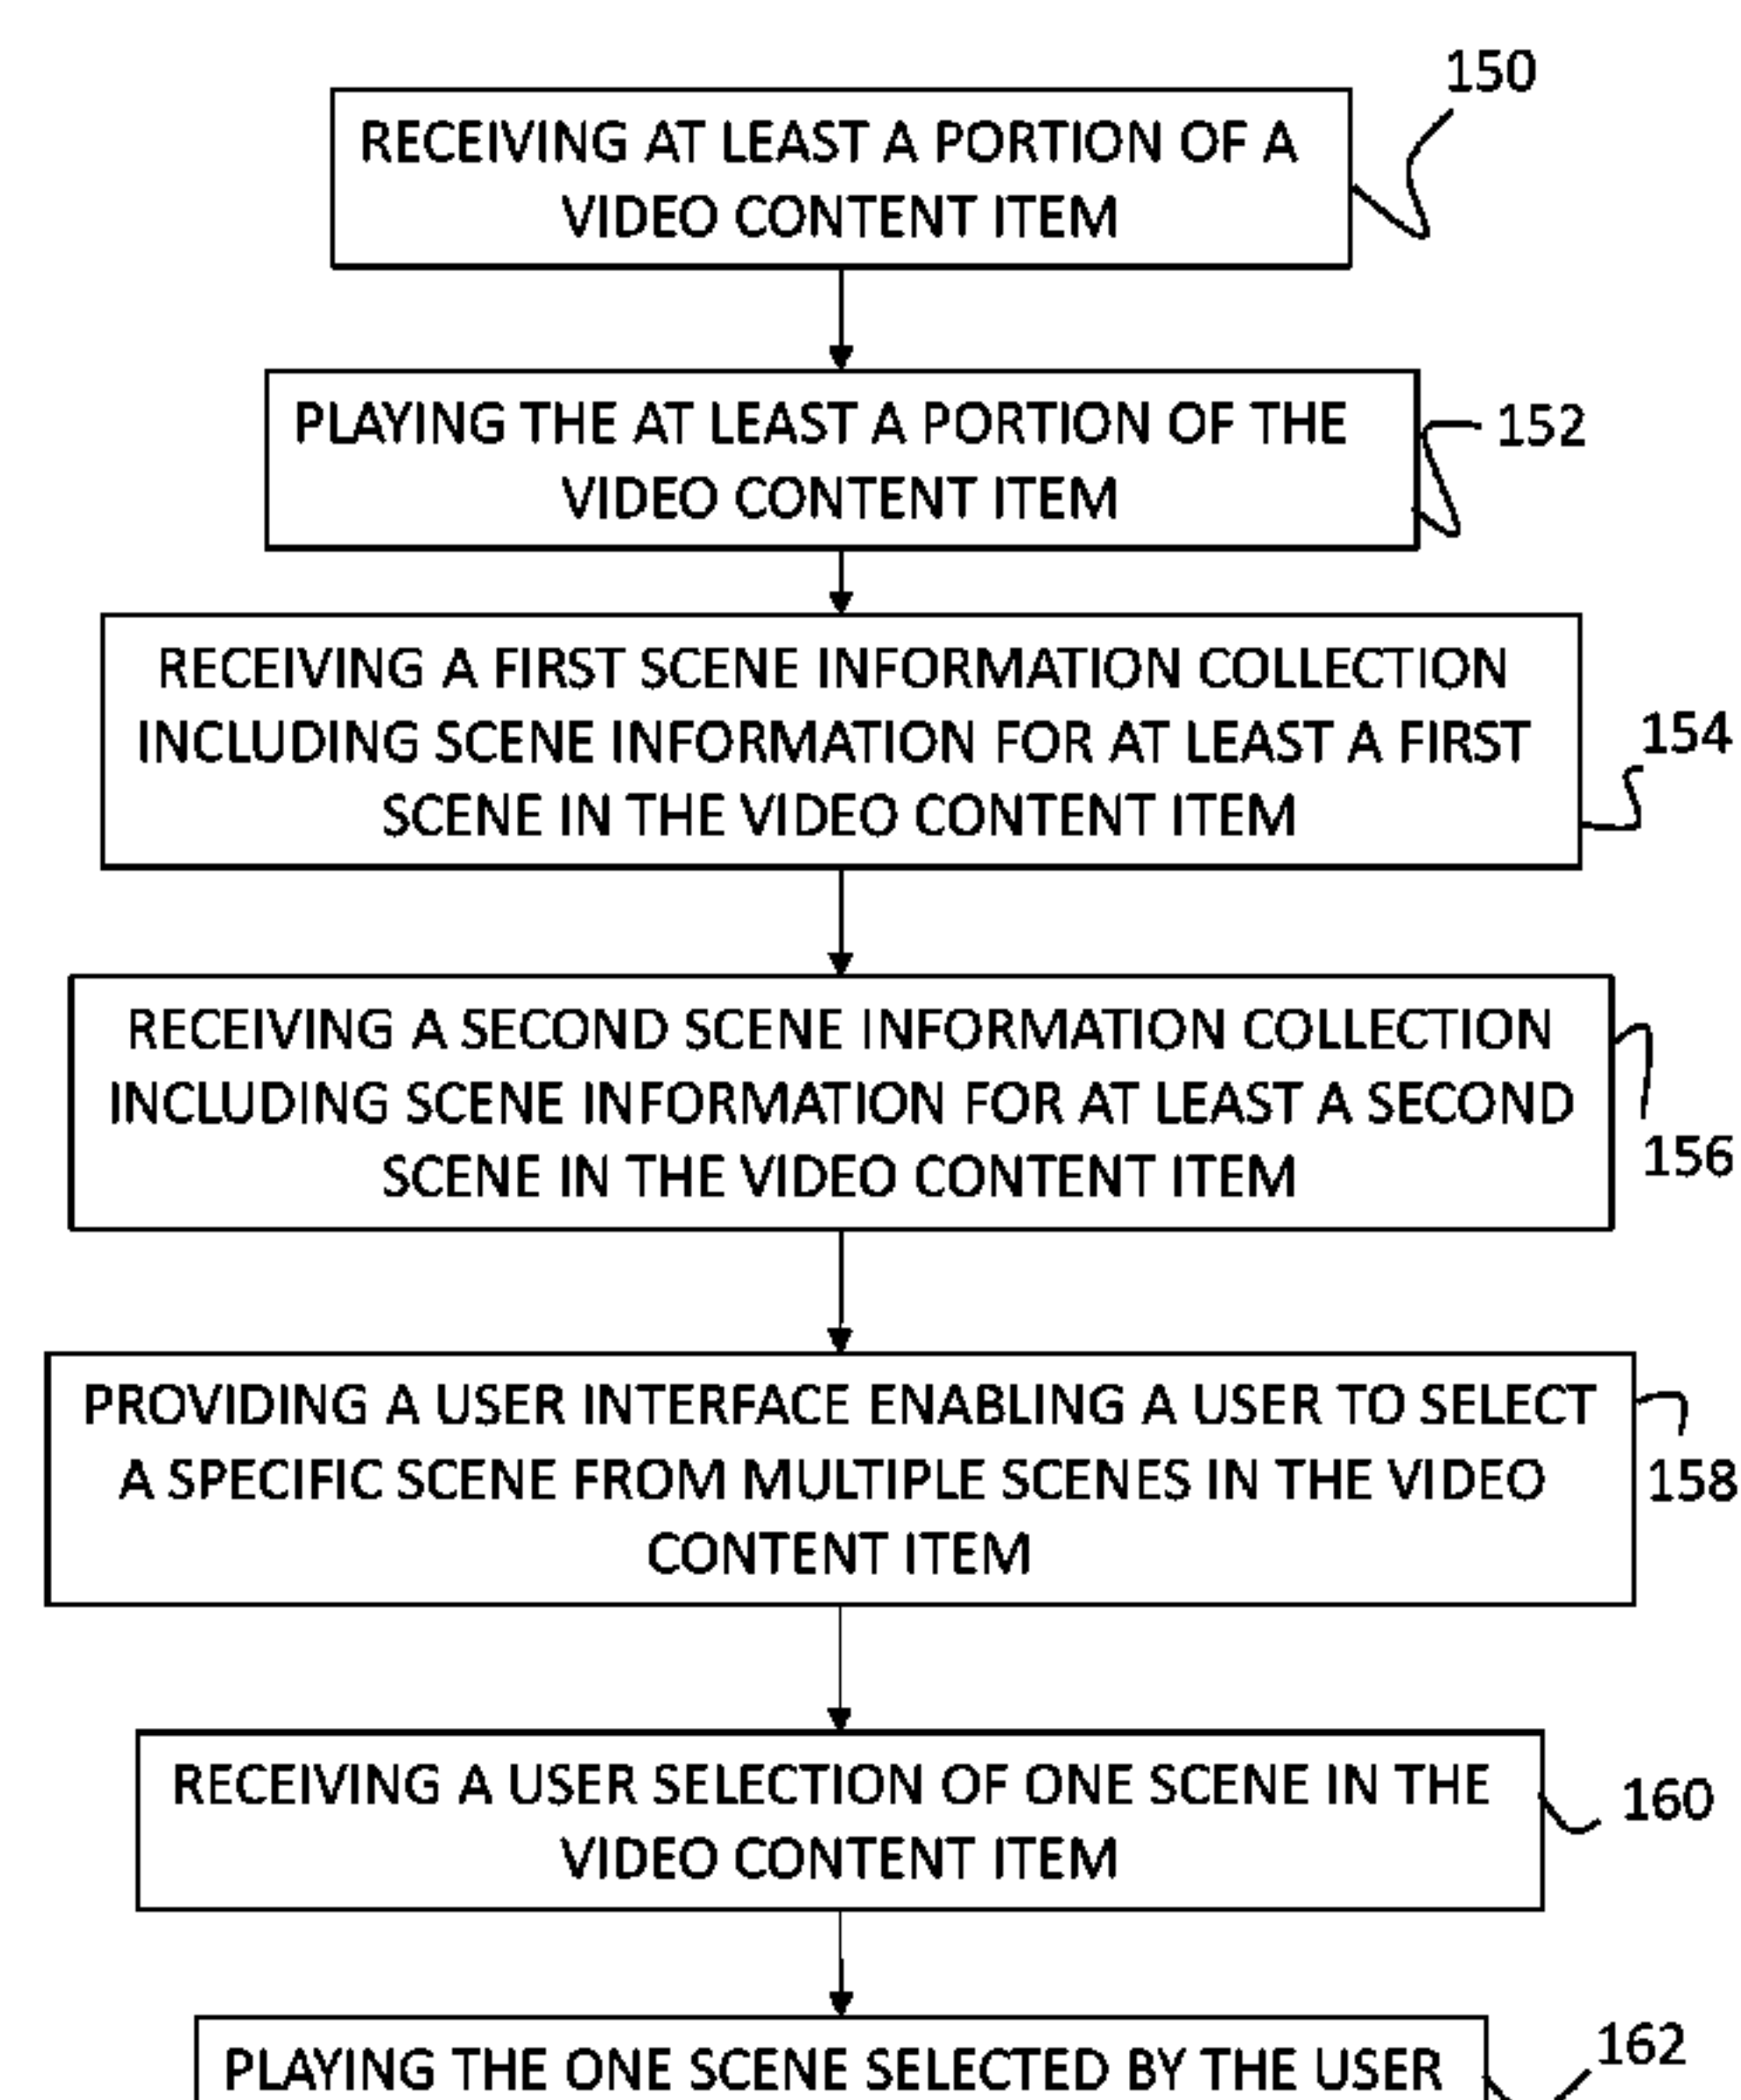 150
RECEIVING AT LEAST A PORTION OF A
VIDEO CONTENT ITEM
PLAYING THE AT LEAST A PORTION OF THE
VIDEO CONTENT ITEM
152
RECEIVING A FIRST SCENE INFORMATION COLLECTION
INCLUDING SCENE INFORMATION FOR AT LEAST A FIRST
SCENE IN THE VIDEO CONTENT ITEM
154
RECEIVING A SECOND SCENE INFORMATION COLLECTION
INCLUDING SCENE INFORMATION FOR AT LEAST A SECOND
SCENE IN THE VIDEO CONTENT ITEM
156
PROVIDING A USER INTERFACE ENABLING A USER TO SELECT
A SPECIFIC SCENE FROM MULTIPLE SCENES IN THE VIDEO
CONTENT ITEM
158
RECEIVING A USER SELECTION OF ONE SCENE IN THE
VIDEO CONTENT ITEM
160
PLAYING THE ONE SCENE SELECTED BY THE USER
162